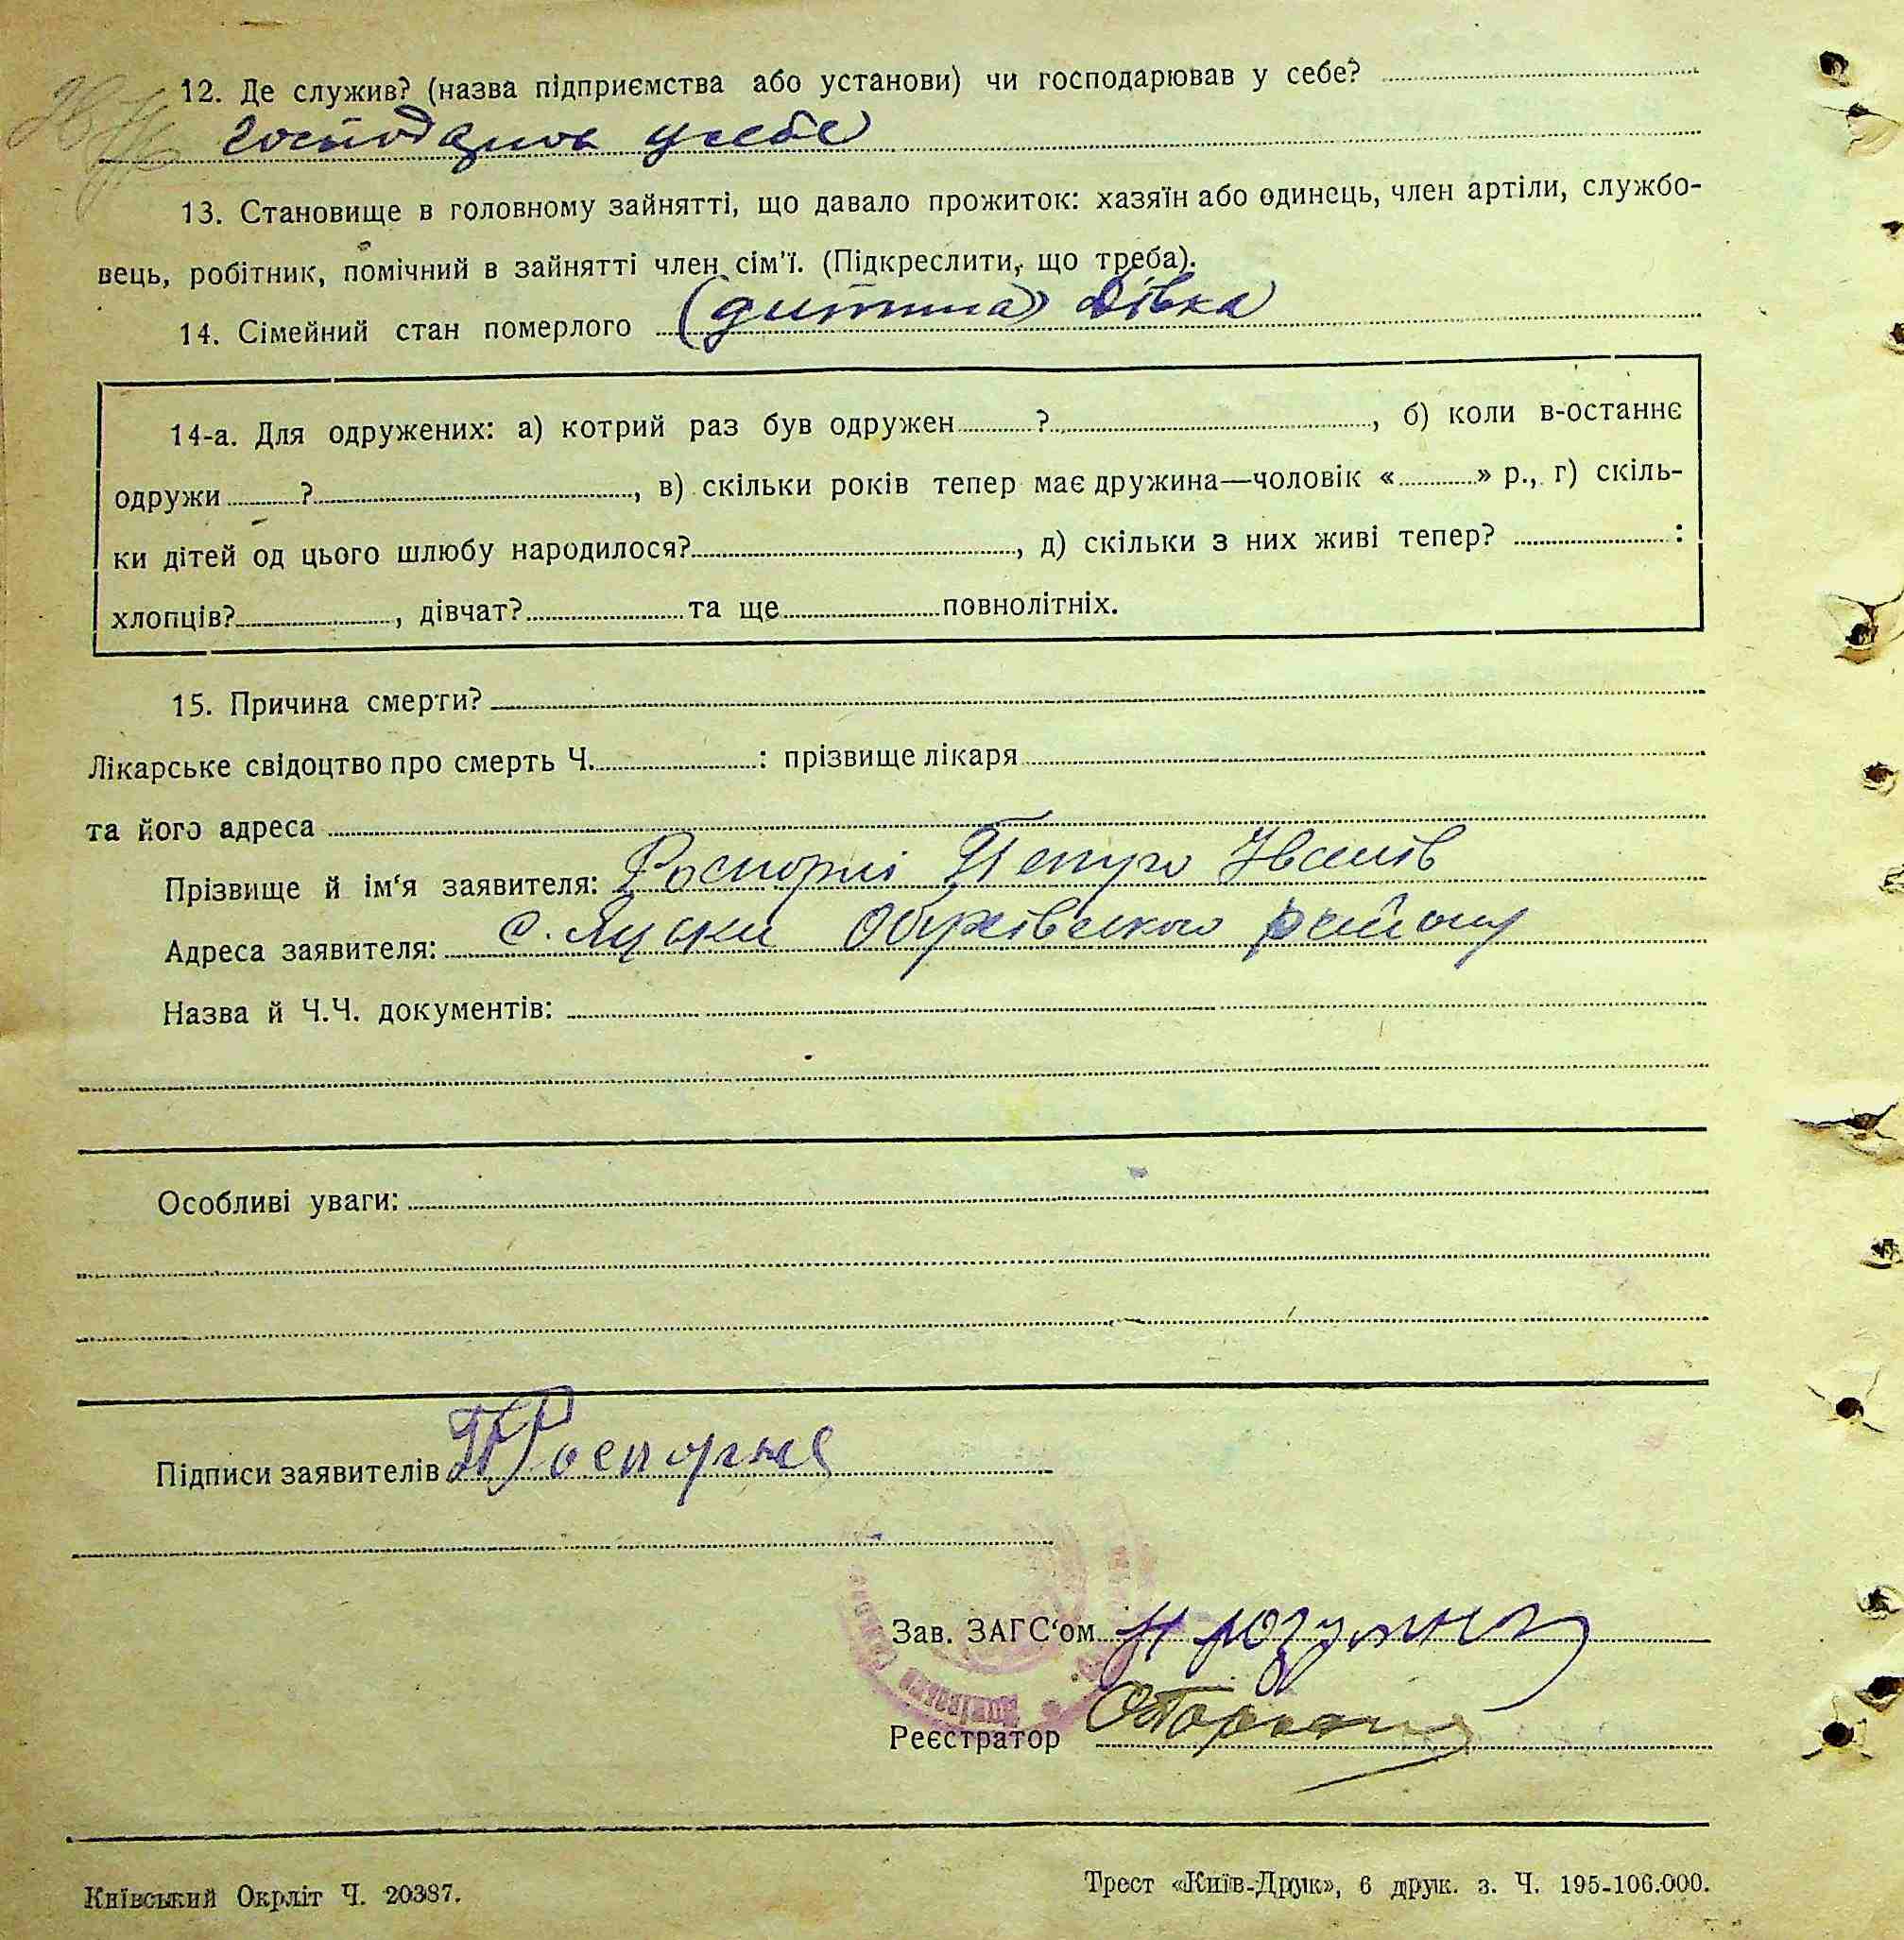 12. Де служив? (назва підприємства або установи) чи господарював у себе?
господарюв у себе
13. Становище в головному зайнятті, що давало прожиток: хазяїн або одинець, член артіли, службо-
вець, робітник, помічний в зайнятті член сім'ї. (Підкреслити, що треба).
14. Сімейний стан померлого (дитина) дівка
14-а. Для одружених: а) котрий раз був одружен ? , б) коли в-останнє
одружи ? , в) скільки років тепер має дружина—чоловік « » р., г) скіль-
ки дітей од цього шлюбу народилося? , д) скільки з них живі тепер? :
хлопців? , дівчат? та ще повнолітніх.
15. Причина смерти?
Лікарське свідоцтво про смерть Ч. : прізвище лікаря
та його адреса
Прізвище й ім'я заявителя: Петро Іванів
Адреса заявителя: с. Обухівського району
Назва й Ч.Ч. документів:
Особливі уваги:
Підписи заявителів
Зав. ЗАГС'ом
Реєстратор
Київський Окрліт Ч. 20387.
Трест «Київ-Друк», 6 друк. з. Ч. 195-106.000.